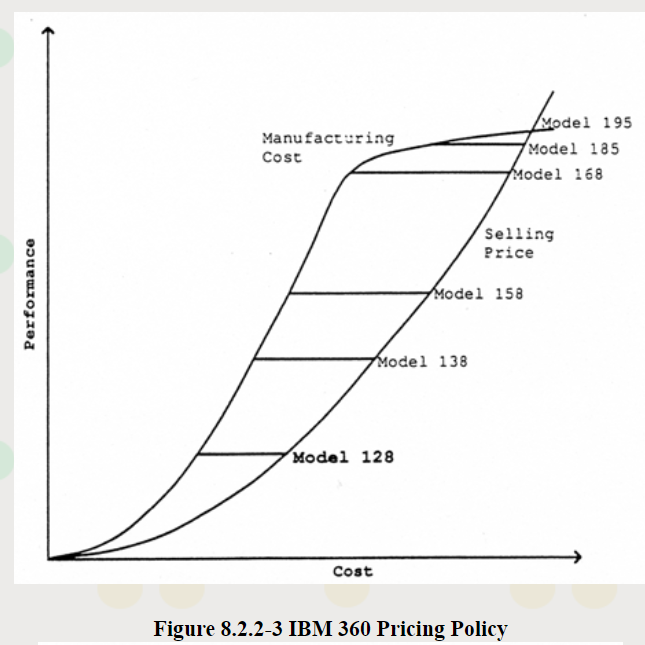 Model 195
Manufacturing
Cost
Model 185
Model 168
Selling
Price
Performance
Model 158
Model 138
Model 128
Cost
Figure 8.2.2-3 IBM 360 Pricing Policy